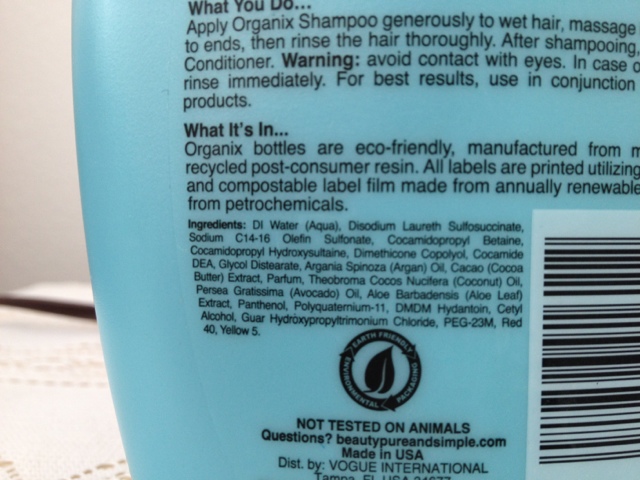 What You Do...
Apply Organix Shampoo generously to wet hair, massage
to ends, then rinse the hair thoroughly. After shampooing,
Conditioner. Warning: avoid contact with eyes. In case
rinse immediately. For best results, use in conjunction
products.
What It's In...
Organix bottles are eco-friendly, manufactured from
recycled post-consumer resin. All labels are printed utilizing
and compostable label film made from annually renewable
from petrochemicals.
Ingredients: DI Water (Aqua), Disodium Laureth Sulfosuccinate,
Sodium C14-16 Olefin Sulfonate, Cocamidopropyl Betaine,
Cocamidopropyl Hydroxysultaine, Dimethicone Copolyol, Cocamide
DEA, Glycol Distearate, Argania Spinoza (Argan) Oil, Cacao (Cocoa
Butter) Extract, Parfum, Theobroma Cocos Nucifera (Coconut) Oil,
Persea Gratissima (Avocado) Oil, Aloe Barbadensis (Aloe Leaf)
Extract, Panthenol, Polyquaternium-11, DMDM Hydantoin, Cetyl
Alcohol, Guar Hydroxypropyltrimonium Chloride, PEG-23M, Red
40, Yellow 5.
EARTH FRIENDLY
ENVIRONMENTAL PACKAGING
NOT TESTED ON ANIMALS
Questions? beautypureandsimple.com
Made in USA
Dist. by: VOGUE INTERNATIONAL
Tampa, FL USA